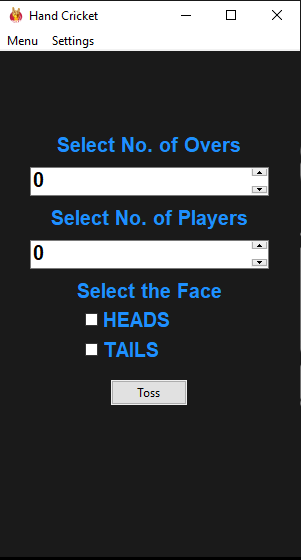 Hand Cricket
Menu Settings
Select No. of Overs
0
Select No. of Players
0
Select the Face
HEADS
TAILS
Toss